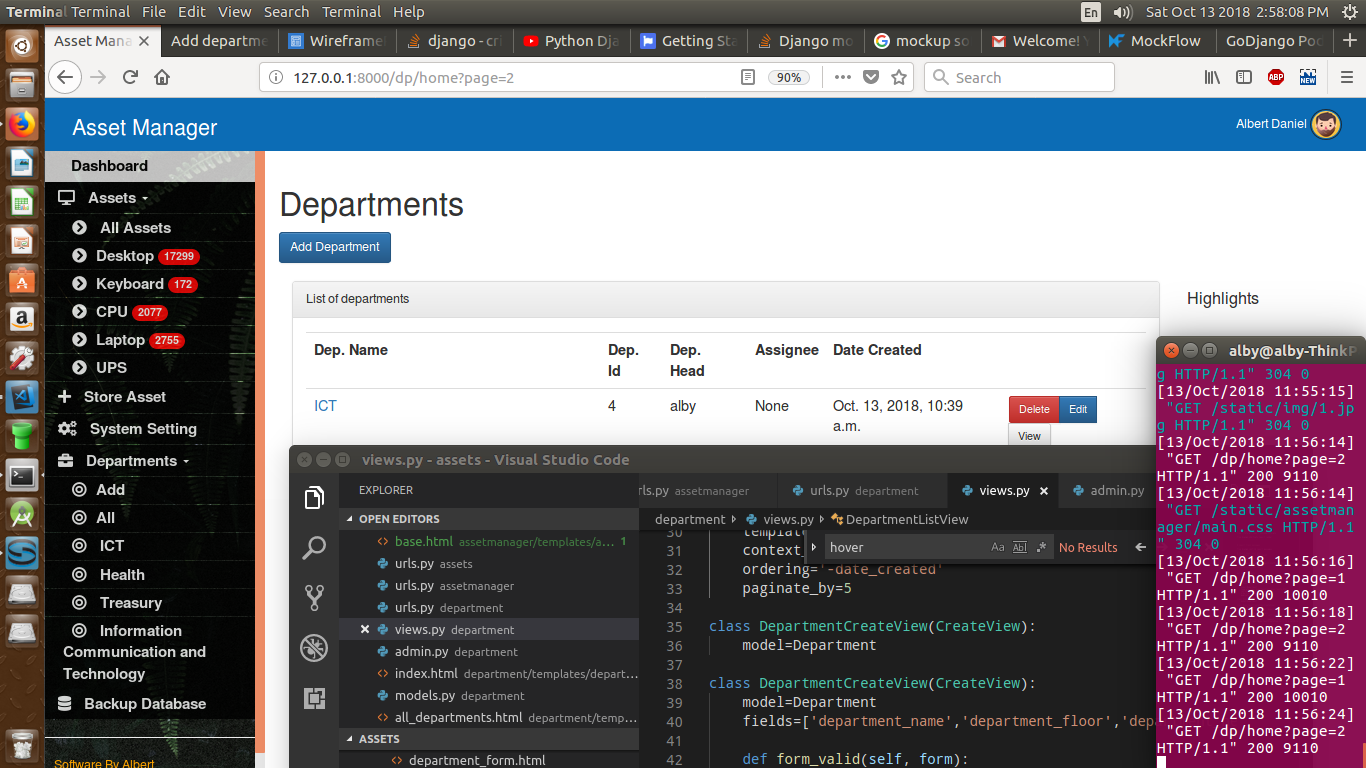 Terminal Terminal File Edit View Search Terminal Help
En Sat Oct 13 2018 2:58:08 PM
Asset Mana Add departme Wireframe django - cri Python Dja Getting Sta Django mo mockup so Welcome! Y MockFlow GoDjango Pod
127.0.0.1:8000/dp/home?page=2 90% Search ABP NEW
Asset Manager
Albert Daniel
Dashboard
Assets
All Assets
Desktop 17299
Keyboard 172
CPU 2077
Laptop 2755
UPS
Store Asset
System Setting
Departments
Add
All
ICT
Health
Treasury
Information
Communication and
Technology
Backup Database
Software By Albert
Departments
Add Department
List of departments
Dep. Name Dep. Id Dep. Head Assignee Date Created
ICT 4 alby None Oct. 13, 2018, 10:39 a.m. Delete Edit
View
Highlights
views.py - assets - Visual Studio Code
EXPLORER
OPEN EDITORS
base.html assetmanager/templates/a... 1
urls.py assets
urls.py assetmanager
urls.py department
views.py department
admin.py department
index.html department/templates/depart...
models.py department
all_departments.html department/temp...
ASSETS
department_form.html
rls.py assetmanager urls.py department views.py admin.py
department views.py DepartmentListView
hover Aa Abl .* No Results
30 templat
31 context_
32 ordering='-date_created'
33 paginate_by=5
34
35 class DepartmentCreateView(CreateView):
36 model=Department
37
38 class DepartmentCreateView(CreateView):
39 model=Department
40 fields=['department_name','department_floor','dep
41
42 def form_valid(self, form):
alby@alby-ThinkP
g HTTP/1.1" 304 0
[13/Oct/2018 11:55:15]
"GET /static/img/1.jp
g HTTP/1.1" 304 0
[13/Oct/2018 11:56:14]
"GET /dp/home?page=2
HTTP/1.1" 200 9110
[13/Oct/2018 11:56:14]
"GET /static/assetman
ager/main.css HTTP/1.1
" 304 0
[13/Oct/2018 11:56:16]
"GET /dp/home?page=1
HTTP/1.1" 200 10010
[13/Oct/2018 11:56:18]
"GET /dp/home?page=2
HTTP/1.1" 200 9110
[13/Oct/2018 11:56:22]
"GET /dp/home?page=1
HTTP/1.1" 200 10010
[13/Oct/2018 11:56:24]
"GET /dp/home?page=2
HTTP/1.1" 200 9110